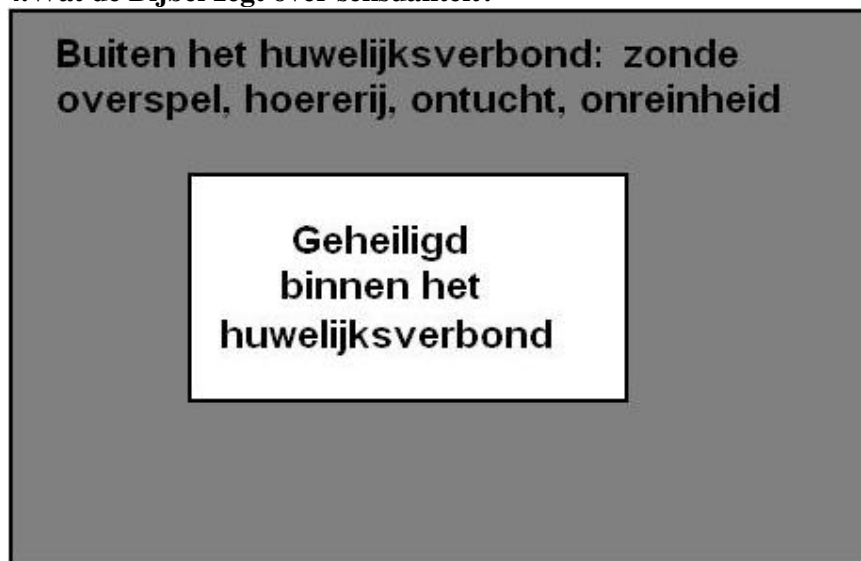 Buiten het huwelijksverbond: zonde
overspel, hoererij, ontucht, onreinheid
Geheiligd
binnen het
huwelijksverbond